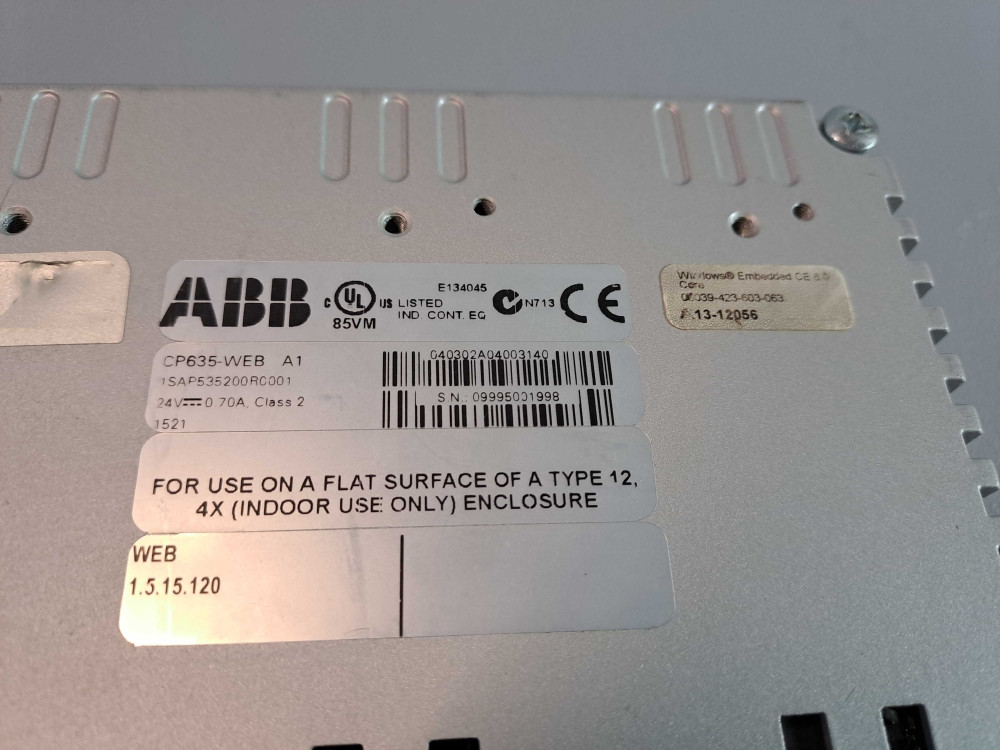 ABB
C UL US LISTED
E134045
IND. CONT. EQ
85VM
N713
CE
Windows® Embedded CE 6.0
Core
039-423-603-063
13-12056
CP635-WEB A1
1SAP535200R0001
24V 0.70A, Class 2
1521
040302A04003140
S.N.: 09995001998
FOR USE ON A FLAT SURFACE OF A TYPE 12,
4X (INDOOR USE ONLY) ENCLOSURE
WEB
1.5.15.120